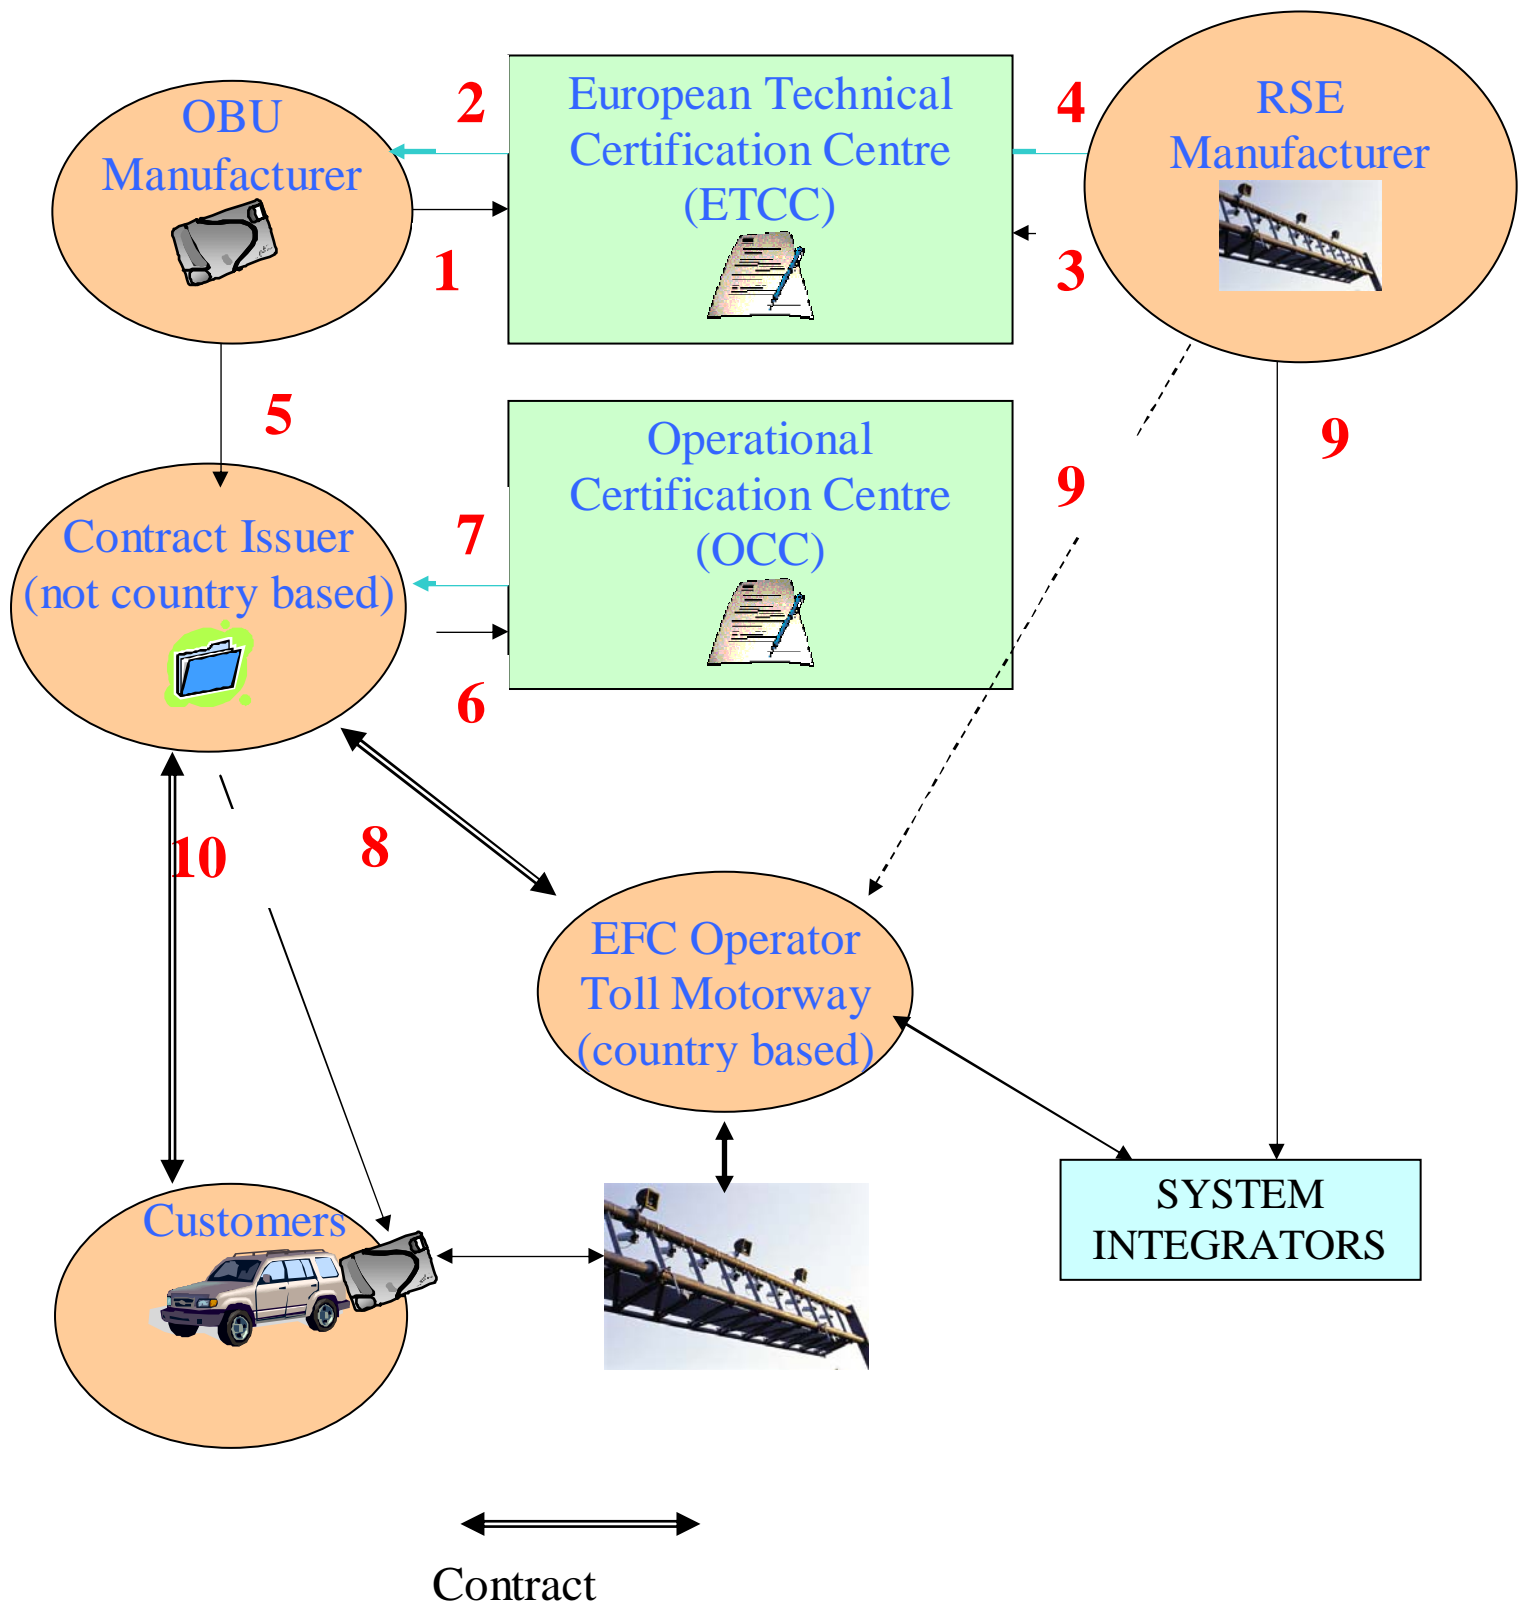 OBU
Manufacturer
2
European Technical
Certification Centre
(ETCC)
4
RSE
Manufacturer
1
3
5
Operational
Certification Centre
(OCC)
9
9
Contract Issuer
(not country based)
7
6
10
8
EFC Operator
Toll Motorway
(country based)
Customers
SYSTEM
INTEGRATORS
Contract